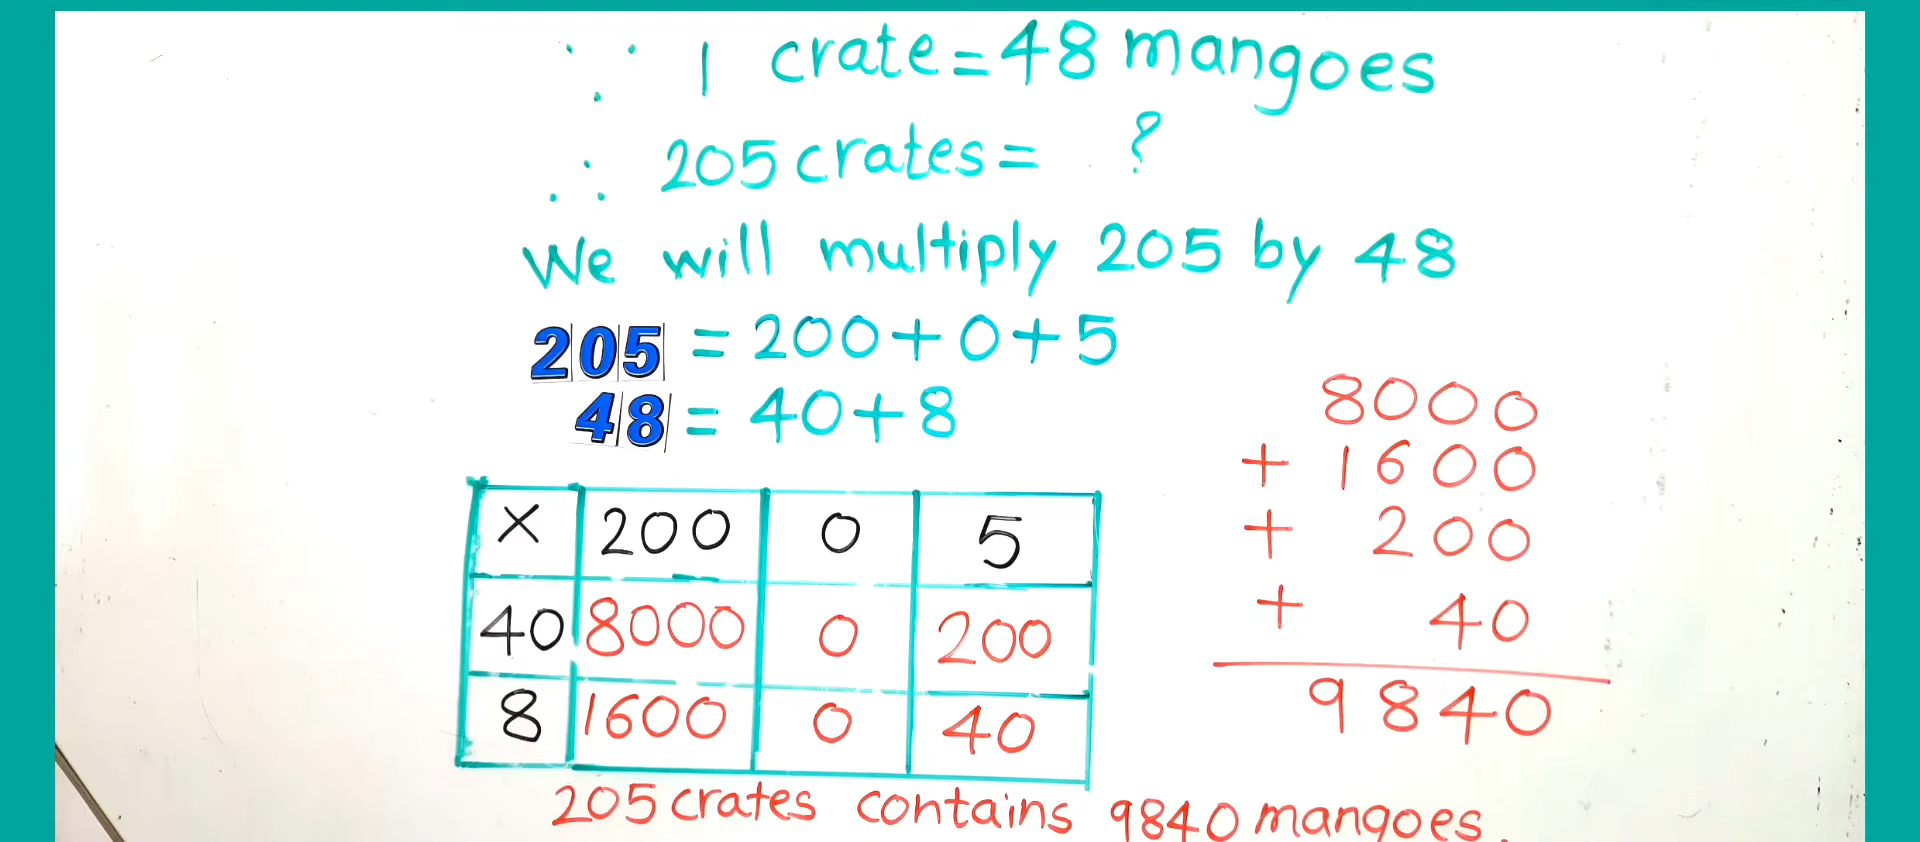 ∵ 1 crate = 48 mangoes
∴ 205 crates = ?
We will multiply 205 by 48
205 = 200 + 0 + 5
48 = 40 + 8
× 200 0 5
40 8000 0 200
8 1600 0 40
8000
+ 1600
+ 200
+ 40
9840
205 crates contains 9840 mangoes.